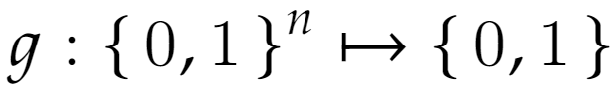 g : { 0, 1 }ⁿ ↦ { 0, 1 }